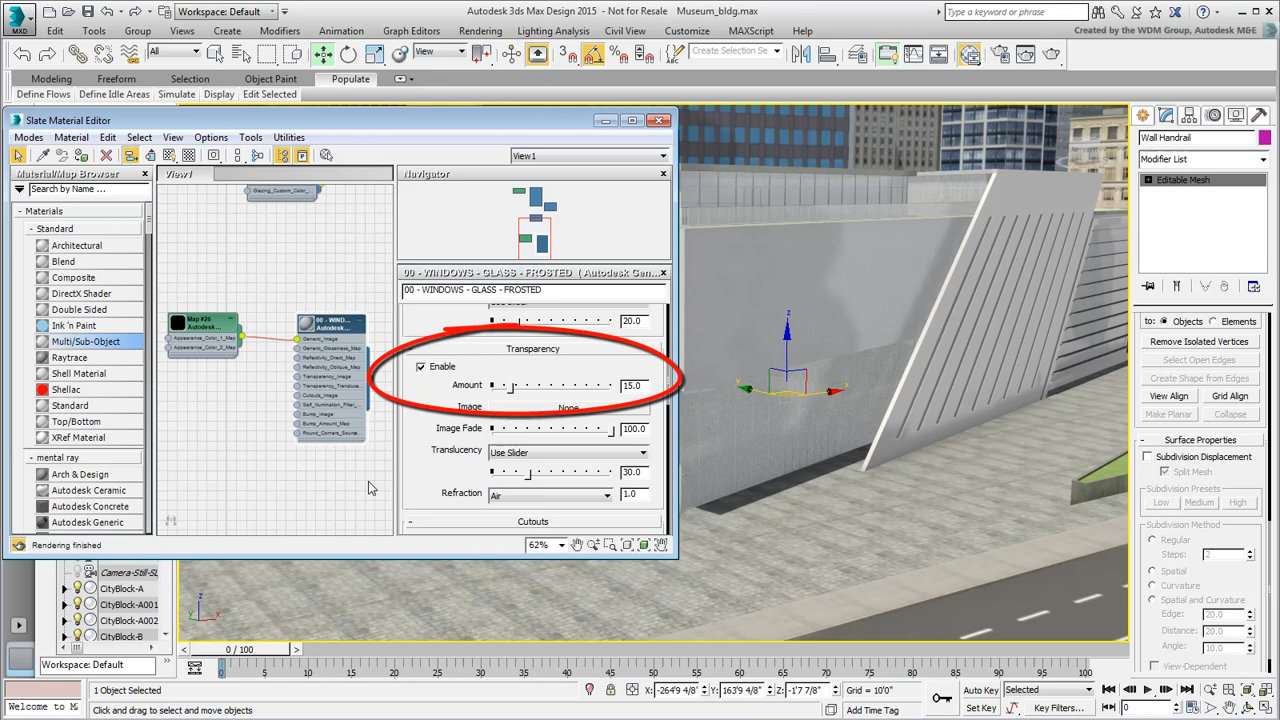 MXD
Workspace: Default
Autodesk 3ds Max Design 2015 - Not for Resale Museum_bldg.max
Type a keyword or phrase
Edit Tools Group Views Create Modifiers Animation Graph Editors Rendering Lighting Analysis Civil View Customize MAXScript Help
Created by the WDM Group, Autodesk M&E
All
View
Create Selection Se
Modeling Freeform Selection Object Paint Populate
Define Flows Define Idle Areas Simulate Display Edit Selected
Slate Material Editor
Modes Material Edit Select View Options Tools Utilities
View1
Material/Map Browser
Search by Name ...
Materials
Standard
Architectural
Blend
Composite
DirectX Shader
Double Sided
Ink 'n Paint
Multi/Sub-Object
Raytrace
Shell Material
Shellac
Standard
Top/Bottom
XRef Material
mental ray
Arch & Design
Autodesk Ceramic
Autodesk Concrete
Autodesk Generic
View1
Glazing_Custom_Color_...
Map #26
Autodesk...
Appearance_Color_1_Map
Appearance_Color_2_Map
00 - WIND...
Autodesk...
Generic_Image
Generic_Glossiness_Map
Reflectivity_Direct_Map
Reflectivity_Oblique_Map
Transparency_Image
Transparency_Transluce...
Cutouts_Image
Self_Illumination_Filter_...
Bump_Image
Bump_Amount_Map
Round_Corners_Source...
Navigator
00 - WINDOWS - GLASS - FROSTED ( Autodesk Gen...
00 - WINDOWS - GLASS - FROSTED
20.0
Transparency
Enable
Amount 15.0
Image None
Image Fade 100.0
Translucency Use Slider
30.0
Refraction Air 1.0
Cutouts
Rendering finished
62%
Wall Handrail
Modifier List
Editable Mesh
to: Objects Elements
Remove Isolated Vertices
Select Open Edges
Create Shape from Edges
View Align Grid Align
Make Planar Collapse
Surface Properties
Subdivision Displacement
Split Mesh
Subdivision Presets
Low Medium High
Subdivision Method
Regular
Steps: 2
Spatial
Curvature
Spatial and Curvature
Edge: 20.0
Distance: 20.0
Angle: 10.0
View-Dependent
z
y
x
z
y
x
Camera-Still-SL
CityBlock-A
CityBlock-A001
CityBlock-A002
CityBlock-B
Workspace: Default
0 / 100
0 5 10 15 20 25 30 35 40 45 50 55 60 65 70 75 80 85 90 95 100
1 Object Selected
X: -264'9 4/8" Y: 163'9 4/8" Z: -1'7 7/8" Grid = 10'0"
Auto Key Selected
Welcome to M
Click and drag to select and move objects
Add Time Tag
Set Key Key Filters... 0